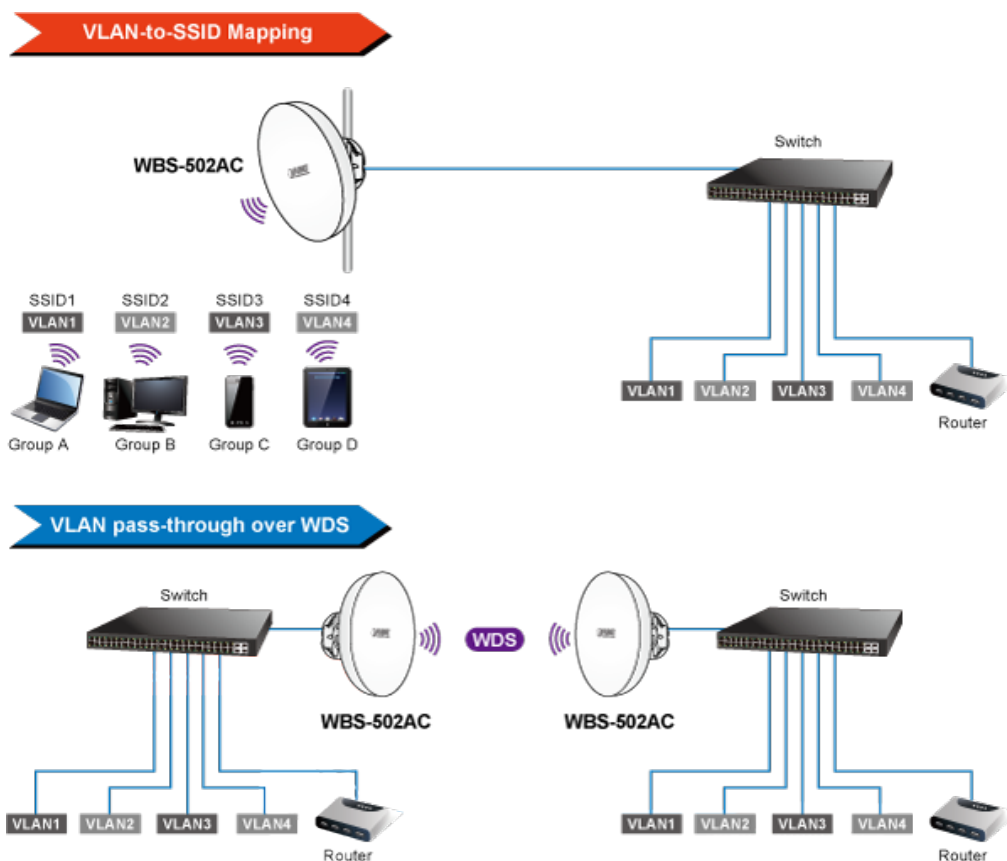 VLAN-to-SSID Mapping
Switch
WBS-502AC
SSID1 SSID2 SSID3 SSID4
VLAN1 VLAN2 VLAN3 VLAN4
VLAN1 VLAN2 VLAN3 VLAN4
Router
Group A Group B Group C Group D
VLAN pass-through over WDS
Switch Switch
WDS
WBS-502AC WBS-502AC
VLAN1 VLAN2 VLAN3 VLAN4 VLAN1 VLAN2 VLAN3 VLAN4
Router Router